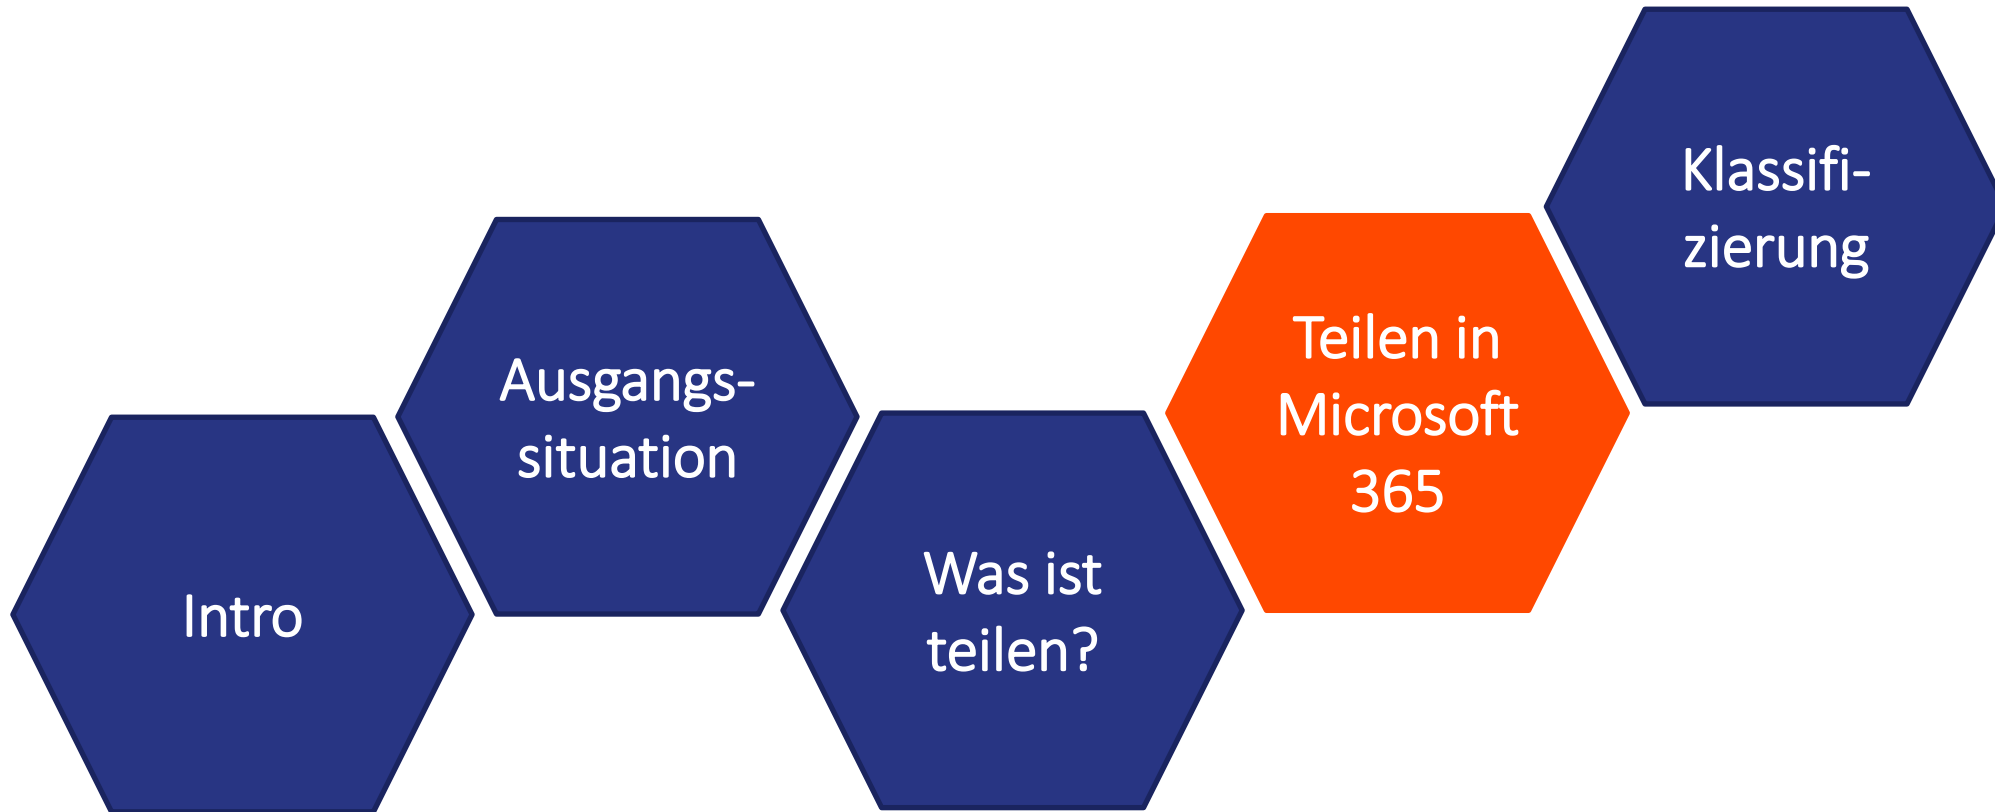 Intro
Ausgangs-
situation
Was ist
teilen?
Teilen in
Microsoft
365
Klassifi-
zierung